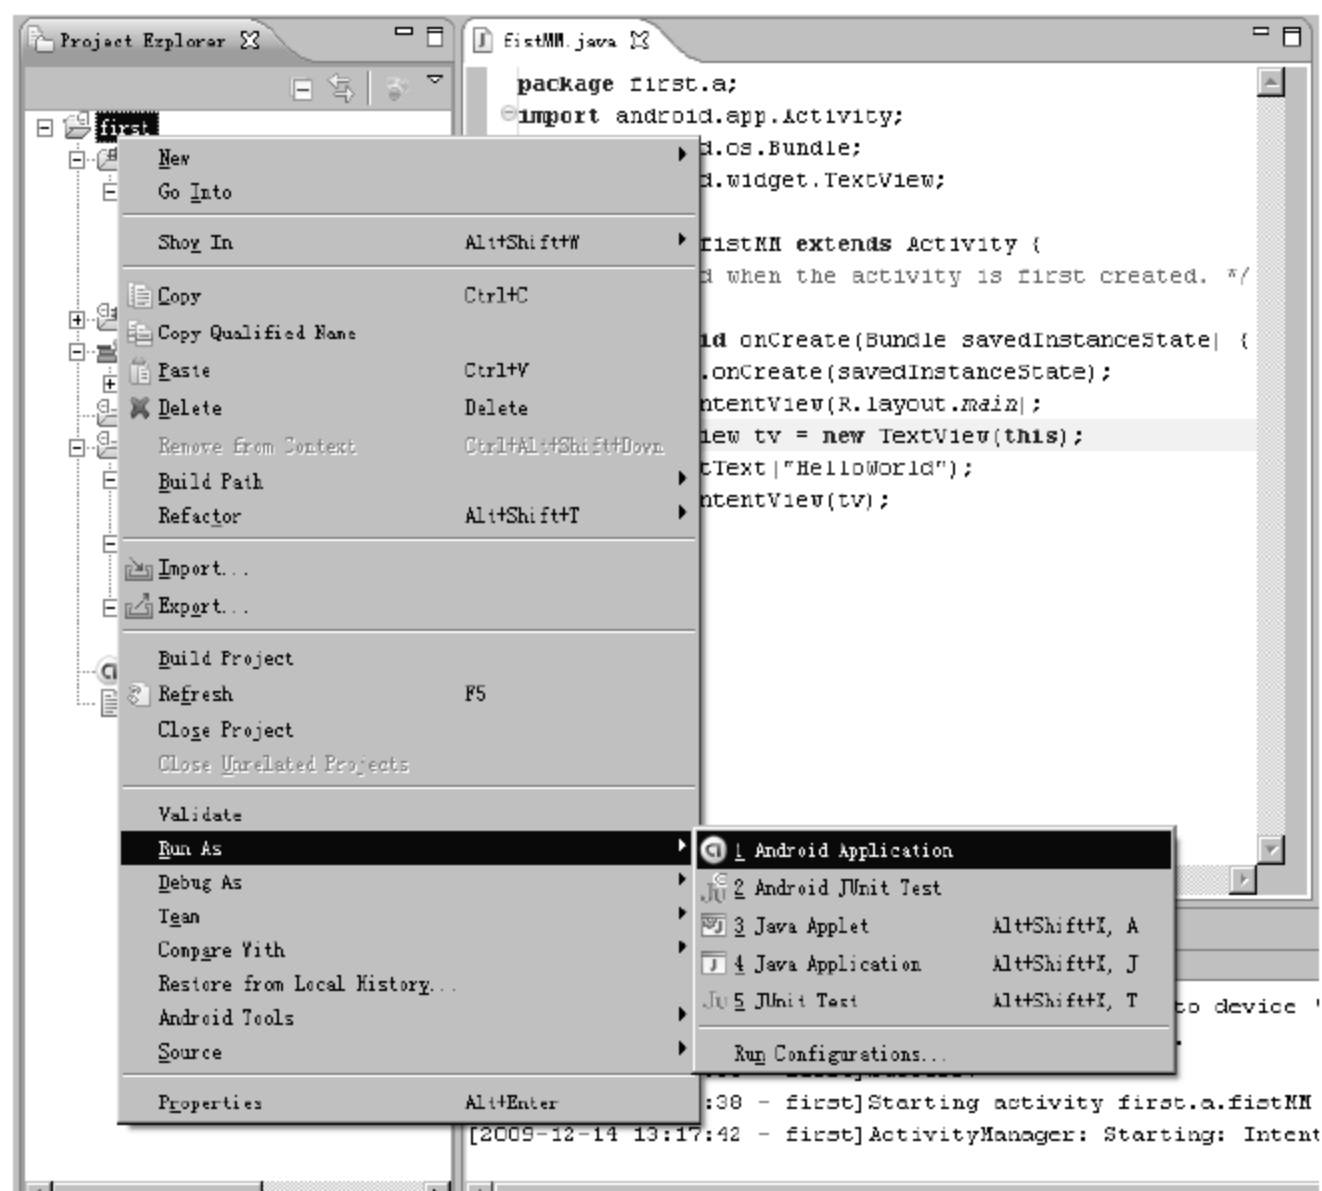 Project Explorer
fistMM.java
package first.a;
import android.app.Activity;
d.os.Bundle;
d.widget.TextView;
fistMM extends Activity {
d when the activity is first created. */
id onCreate(Bundle savedInstanceState| {
.onCreate(savedInstanceState);
ntentView(R.layout.main|;
iew tv = new TextView(this);
tText|"HelloWorld");
ntentView(tv);
first
New
Go Into
Show In Alt+Shift+W
Copy Ctrl+C
Copy Qualified Name
Paste Ctrl+V
Delete Delete
Remove from Context Ctrl+Alt+Shift+Down
Build Path
Refactor Alt+Shift+T
Import...
Export...
Build Project
Refresh F5
Close Project
Close Unrelated Projects
Validate
Run As
Debug As
Team
Compare With
Restore from Local History...
Android Tools
Source
Properties Alt+Enter
1 Android Application
2 Android JUnit Test
3 Java Applet Alt+Shift+X, A
4 Java Application Alt+Shift+X, J
5 JUnit Test Alt+Shift+X, T
Run Configurations...
to device '
:38 - first]Starting activity first.a.fistMM
[2009-12-14 13:17:42 - first]ActivityManager: Starting: Intent